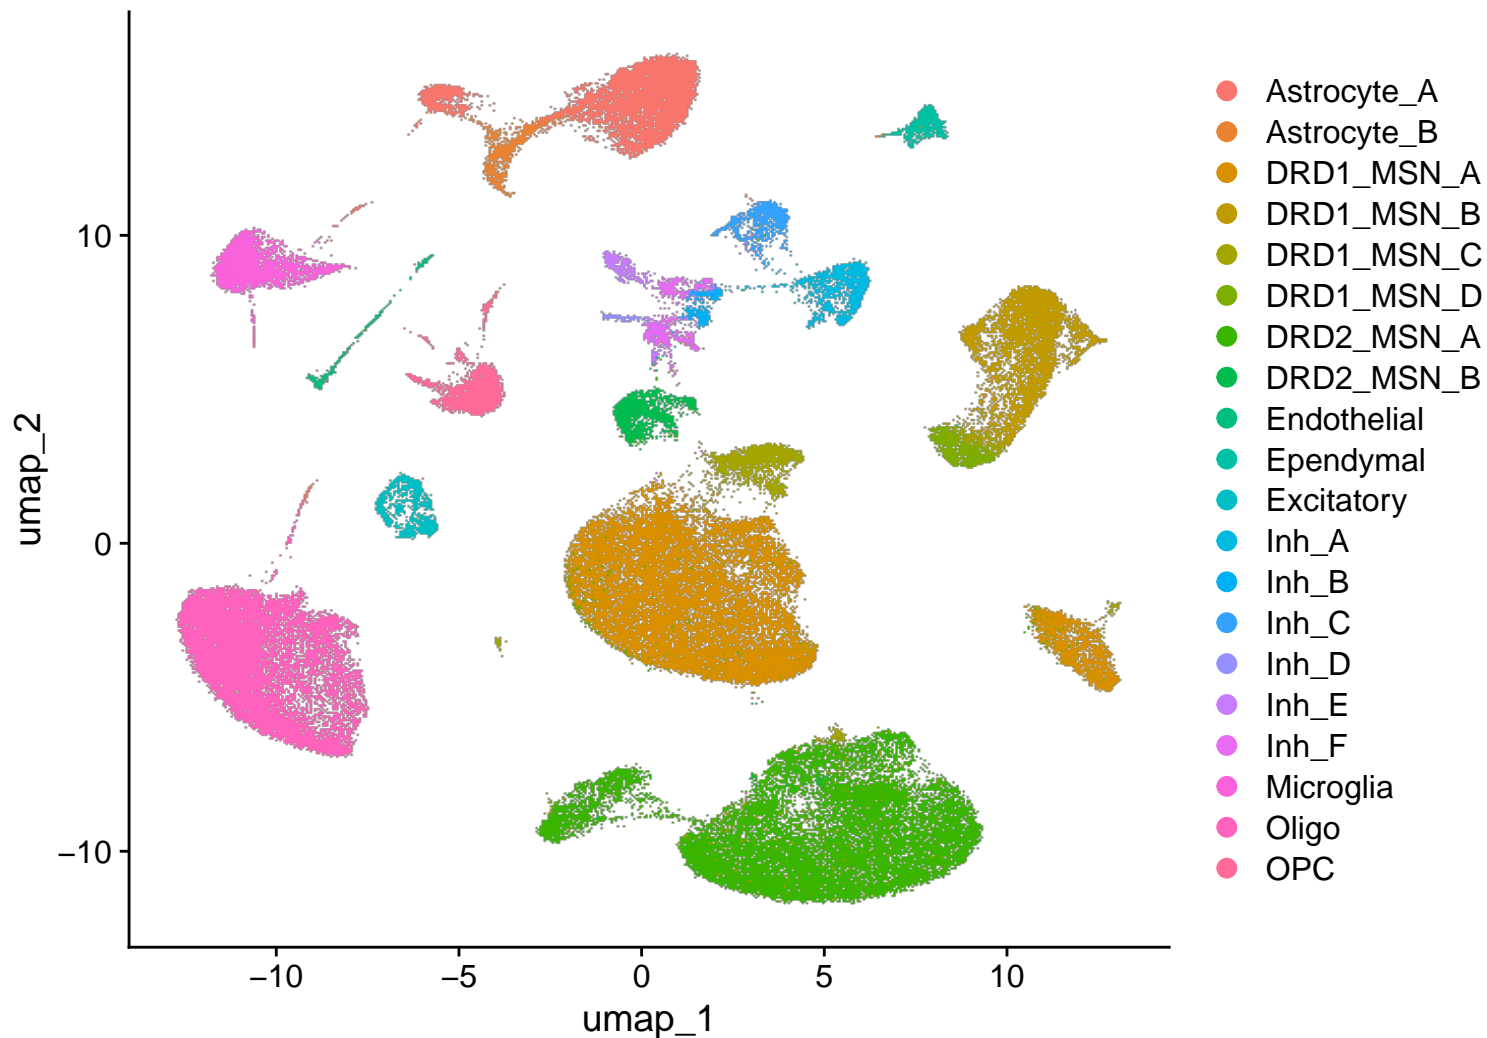 umap_2
10
0
−10
−10
−5
0
5
10
umap_1
Astrocyte_A
Astrocyte_B
DRD1_MSN_A
DRD1_MSN_B
DRD1_MSN_C
DRD1_MSN_D
DRD2_MSN_A
DRD2_MSN_B
Endothelial
Ependymal
Excitatory
Inh_A
Inh_B
Inh_C
Inh_D
Inh_E
Inh_F
Microglia
Oligo
OPC